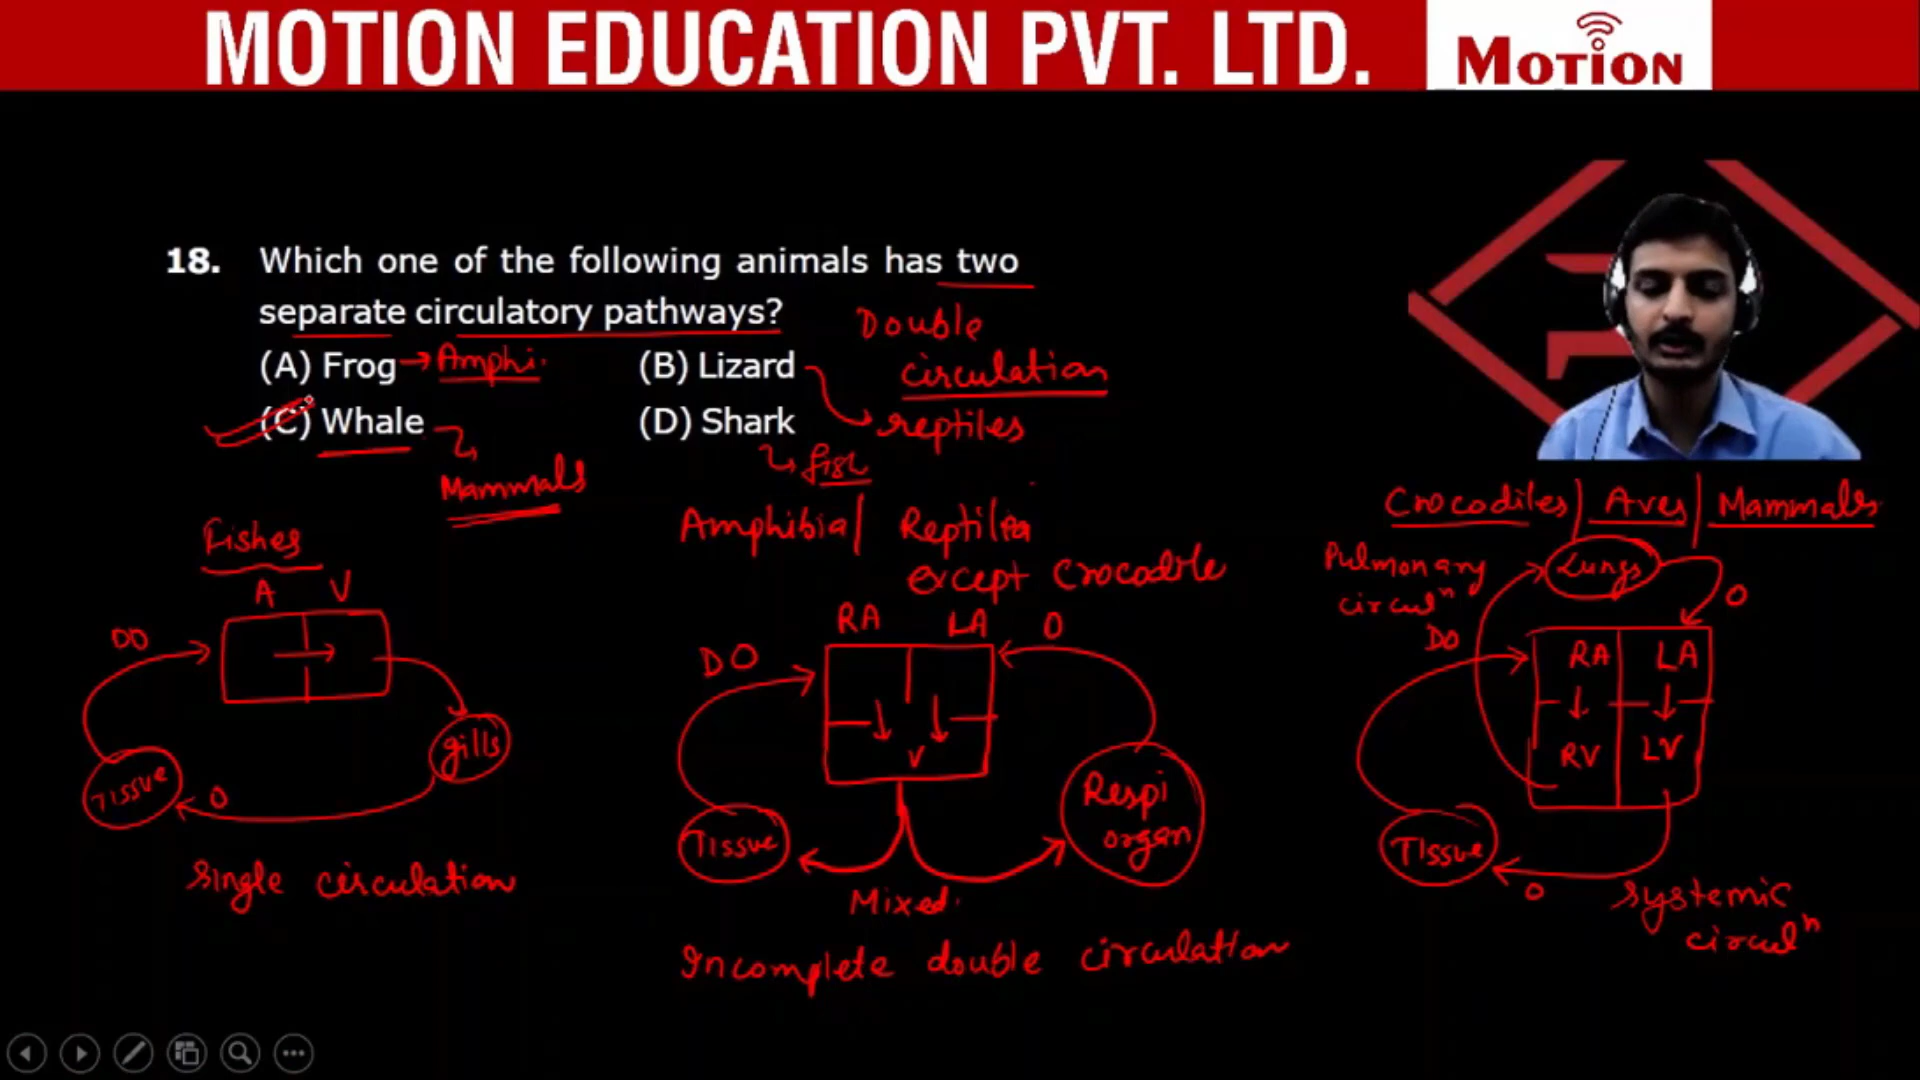 MOTION EDUCATION PVT. LTD.
MOTION
18. Which one of the following animals has two
separate circulatory pathways?
Double
circulation
(A) Frog → Amphi.
(B) Lizard
reptiles
(C) Whale
Mammals
(D) Shark
fish
Fishes
A V
DO
gills
Tissue
O
Single circulation
Amphibia/ Reptilia
except crocodile
RA LA O
DO
V
Tissue
Respi
organ
Mixed.
Incomplete double circulation
Crocodiles/ Aves/ Mammals
Pulmonary
circulⁿ
Lungs
O
DO
RA LA
RV LV
Tissue
O
Systemic
circulⁿ